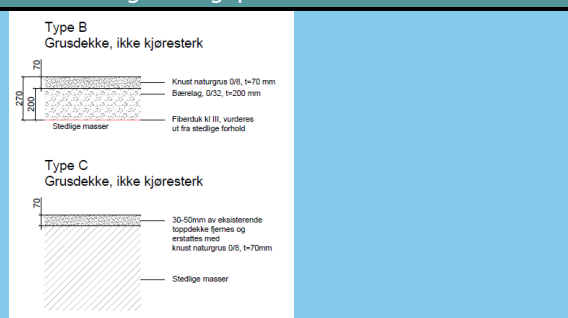 Type B
Grusdekke, ikke kjøresterk
70
270
200
Knust naturgrus 0/8, t=70 mm
Bærelag, 0/32, t=200 mm
Fiberduk kl III, vurderes
ut fra stedlige forhold
Stedlige masser
Type C
Grusdekke, ikke kjøresterk
70
30-50mm av eksisterende
toppdekke fjernes og
erstattes med
knust naturgrus 0/8, t=70mm
Stedlige masser